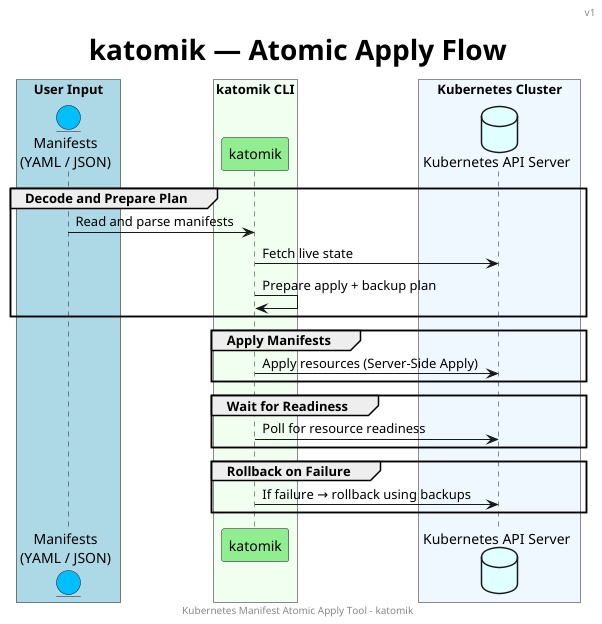 v1
katomik — Atomic Apply Flow
User Input
katomik CLI
Kubernetes Cluster
Manifests
(YAML / JSON)
katomik
Kubernetes API Server
Decode and Prepare Plan
Read and parse manifests
Fetch live state
Prepare apply + backup plan
Apply Manifests
Apply resources (Server-Side Apply)
Wait for Readiness
Poll for resource readiness
Rollback on Failure
If failure → rollback using backups
Manifests
(YAML / JSON)
katomik
Kubernetes API Server
Kubernetes Manifest Atomic Apply Tool - katomik